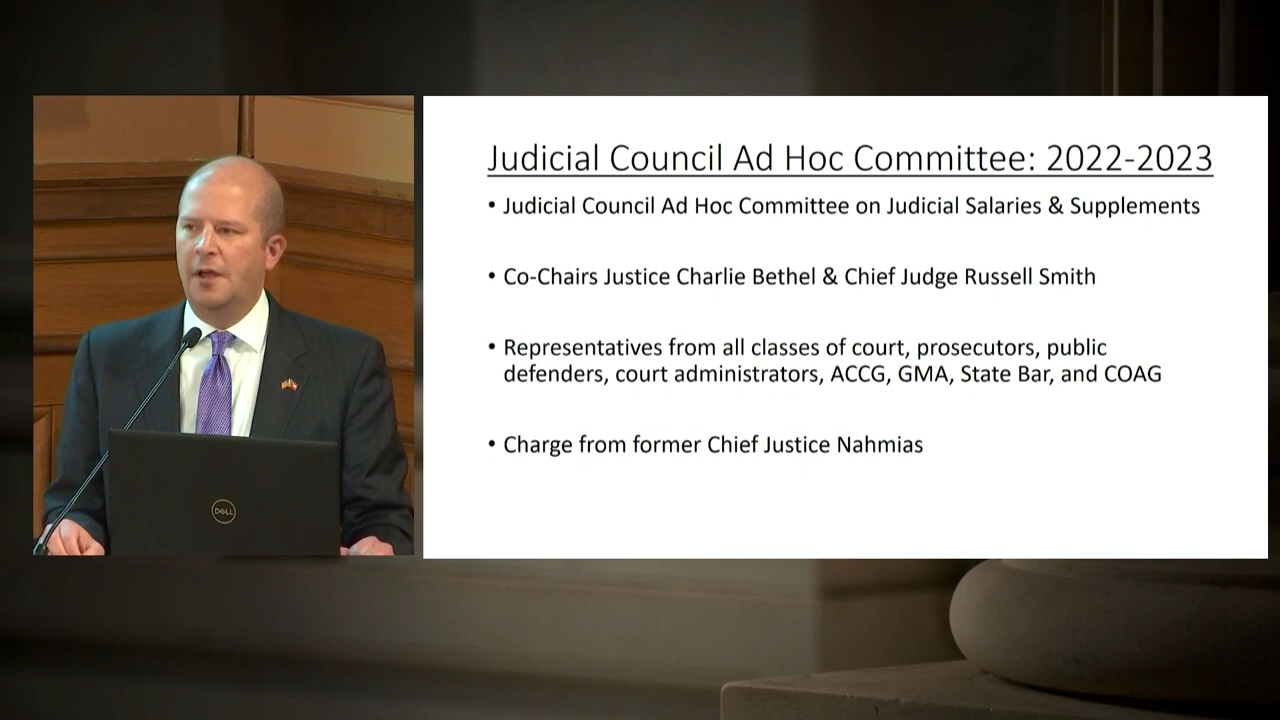 Judicial Council Ad Hoc Committee: 2022-2023
• Judicial Council Ad Hoc Committee on Judicial Salaries & Supplements
• Co-Chairs Justice Charlie Bethel & Chief Judge Russell Smith
• Representatives from all classes of court, prosecutors, public
defenders, court administrators, ACCG, GMA, State Bar, and COAG
• Charge from former Chief Justice Nahmias
DELL